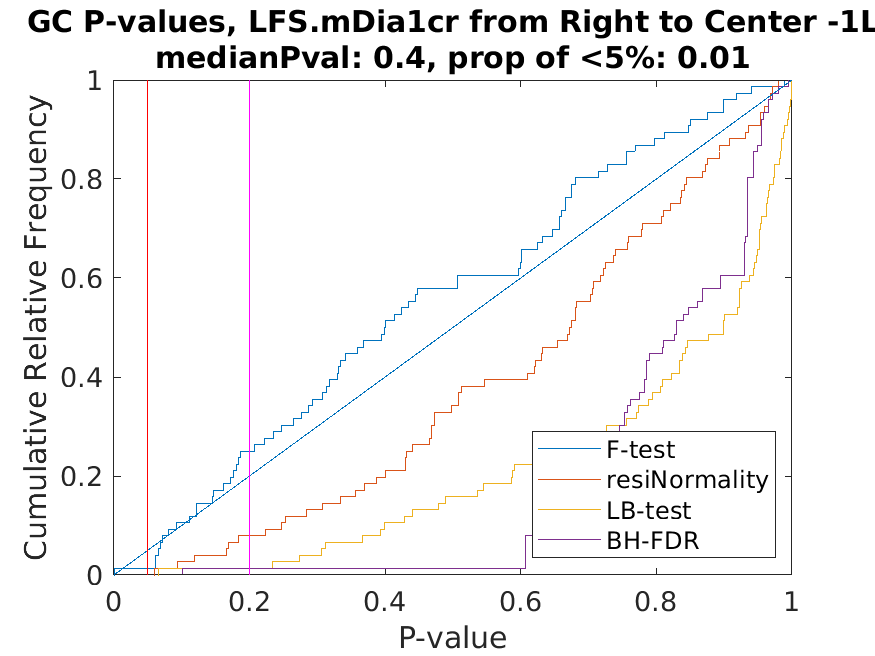 GC P-values, LFS.mDia1cr from Right to Center -1L
medianPval: 0.4, prop of <5%: 0.01
Cumulative Relative Frequency
1
0.8
0.6
0.4
0.2
0
F-test
resiNormality
LB-test
BH-FDR
0 0.2 0.4 0.6 0.8 1
P-value